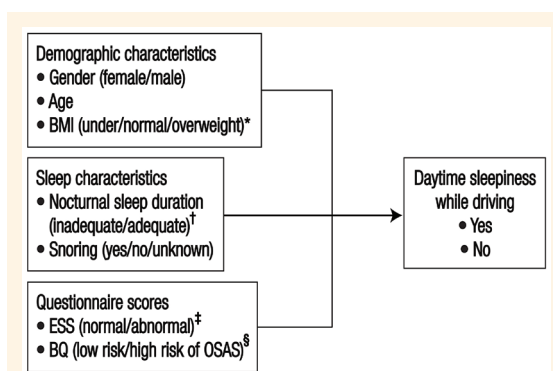 Demographic characteristics
• Gender (female/male)
• Age
• BMI (under/normal/overweight)*
Sleep characteristics
• Nocturnal sleep duration
(inadequate/adequate)†
• Snoring (yes/no/unknown)
Questionnaire scores
• ESS (normal/abnormal)‡
• BQ (low risk/high risk of OSAS)§
Daytime sleepiness
while driving
• Yes
• No